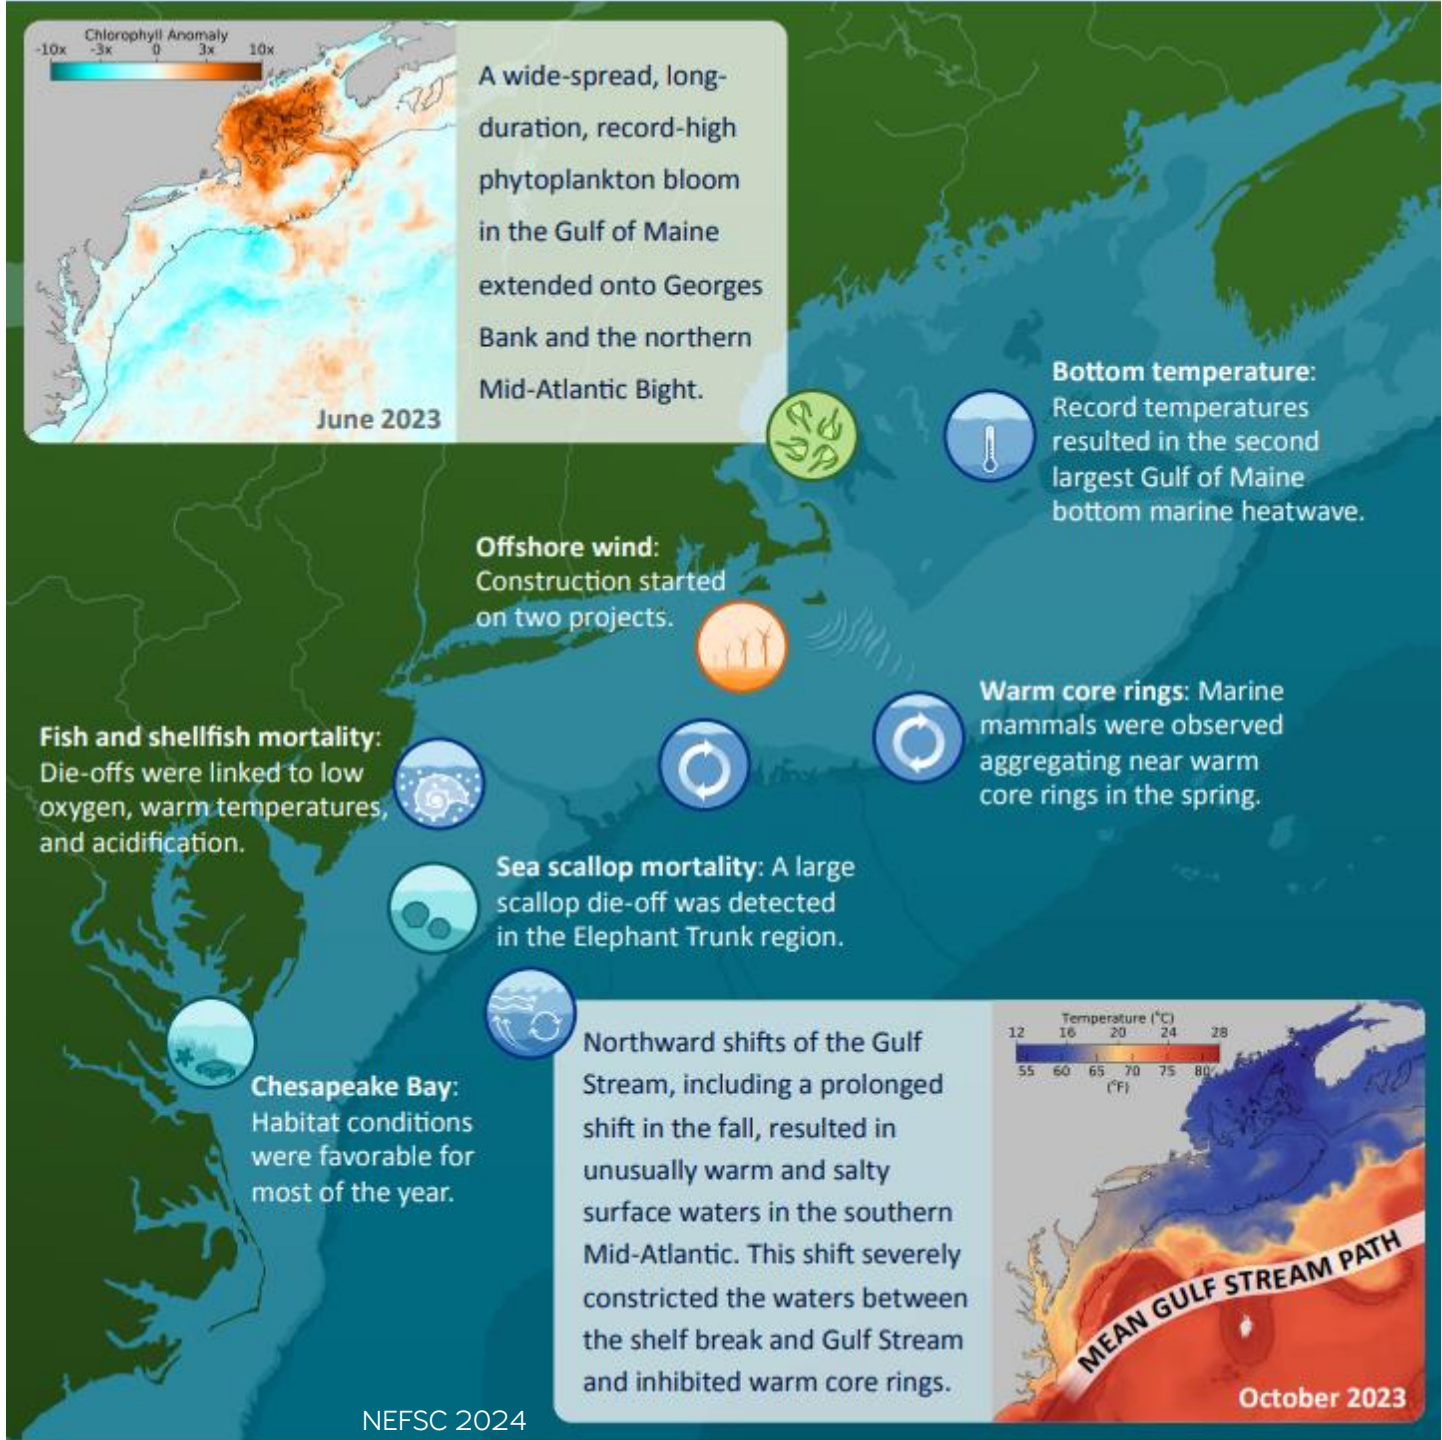 Chlorophyll Anomaly
-10x -3x 0 3x 10x
June 2023
A wide-spread, long-
duration, record-high
phytoplankton bloom
in the Gulf of Maine
extended onto Georges
Bank and the northern
Mid-Atlantic Bight.
Bottom temperature:
Record temperatures
resulted in the second
largest Gulf of Maine
bottom marine heatwave.
Offshore wind:
Construction started
on two projects.
Warm core rings: Marine
mammals were observed
aggregating near warm
core rings in the spring.
Fish and shellfish mortality:
Die-offs were linked to low
oxygen, warm temperatures,
and acidification.
Sea scallop mortality: A large
scallop die-off was detected
in the Elephant Trunk region.
Chesapeake Bay:
Habitat conditions
were favorable for
most of the year.
Northward shifts of the Gulf
Stream, including a prolonged
shift in the fall, resulted in
unusually warm and salty
surface waters in the southern
Mid-Atlantic. This shift severely
constricted the waters between
the shelf break and Gulf Stream
and inhibited warm core rings.
Temperature (°C)
12 16 20 24 28
55 60 65 70 75 80
(°F)
MEAN GULF STREAM PATH
October 2023
NEFSC 2024